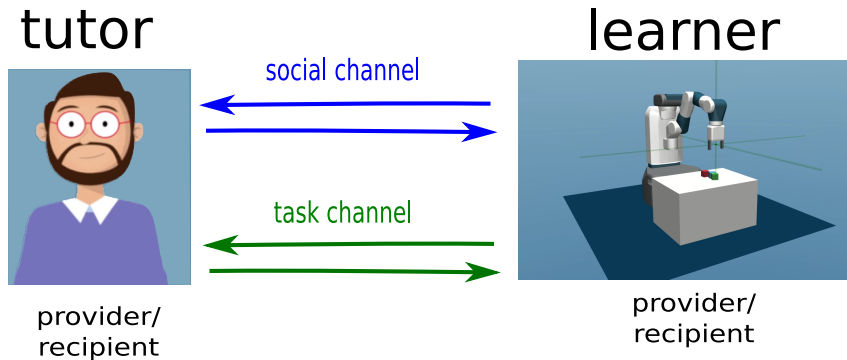 tutor
learner
social channel
task channel
provider/
recipient
provider/
recipient